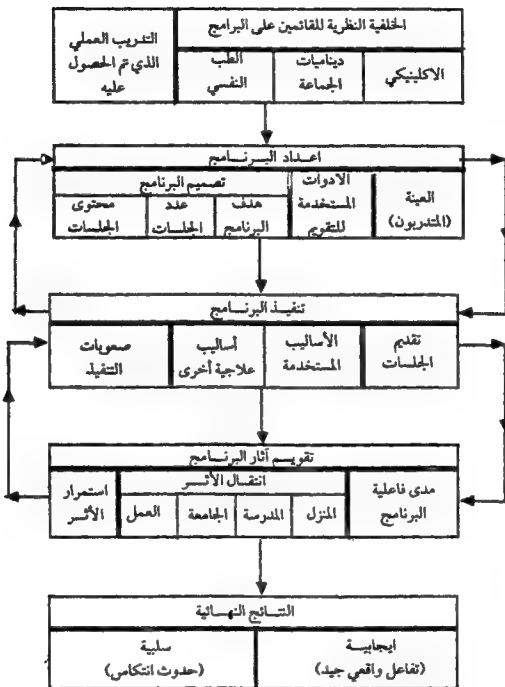 الخلفية النظرية للقائمين على البرامج
الاكلينيكي
ديناميات
الجماعة
الطب
النفسي
التدريب العملي
الذي تم الحصول
عليه
اعداد البرنامج
العينة
(المتدربون)
الادوات
المستخدمة
للتقويم
تصميم البرنامج
هدف
البرنامج
عدد
الجلسات
محتوى
الجلسات
تنفيذ البرنامج
تقديم
الجلسات
الأساليب
المستخدمة
أساليب
علاجية أخرى
صعوبات
التنفيذ
تقويم آثار البرنامج
مدى فاعلية
البرنامج
انتقال الأثر
المنزل
المدرسة
الجامعة
العمل
استمرار
الأثر
النتائج النهائية
ايجابية
(تفاعل واقعي جيد)
سلبية
(حدوث انتكاس)